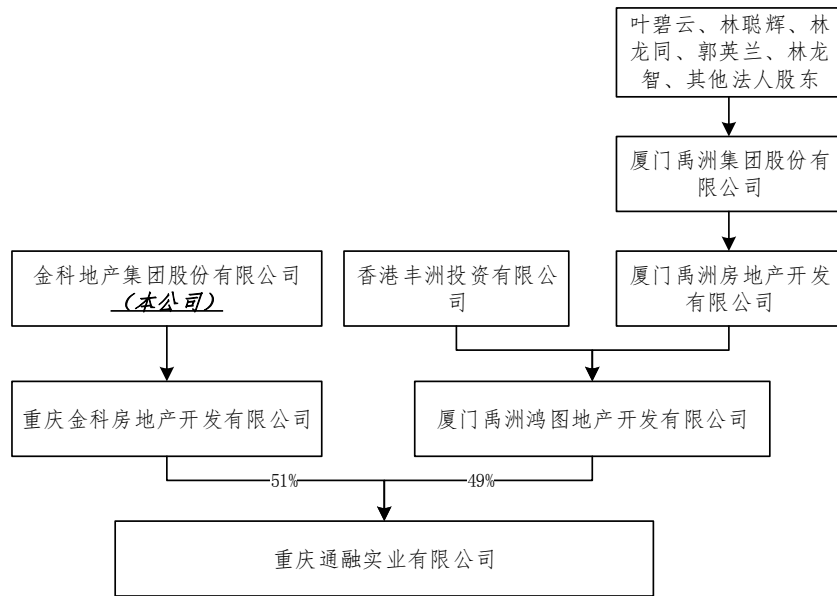 叶碧云、林聪辉、林
龙同、郭英兰、林龙
智、其他法人股东
厦门禹洲集团股份有
限公司
金科地产集团股份有限公司
（本公司）
香港丰洲投资有限公
司
厦门禹洲房地产开发
有限公司
重庆金科房地产开发有限公司
厦门禹洲鸿图地产开发有限公司
51%
49%
重庆通融实业有限公司